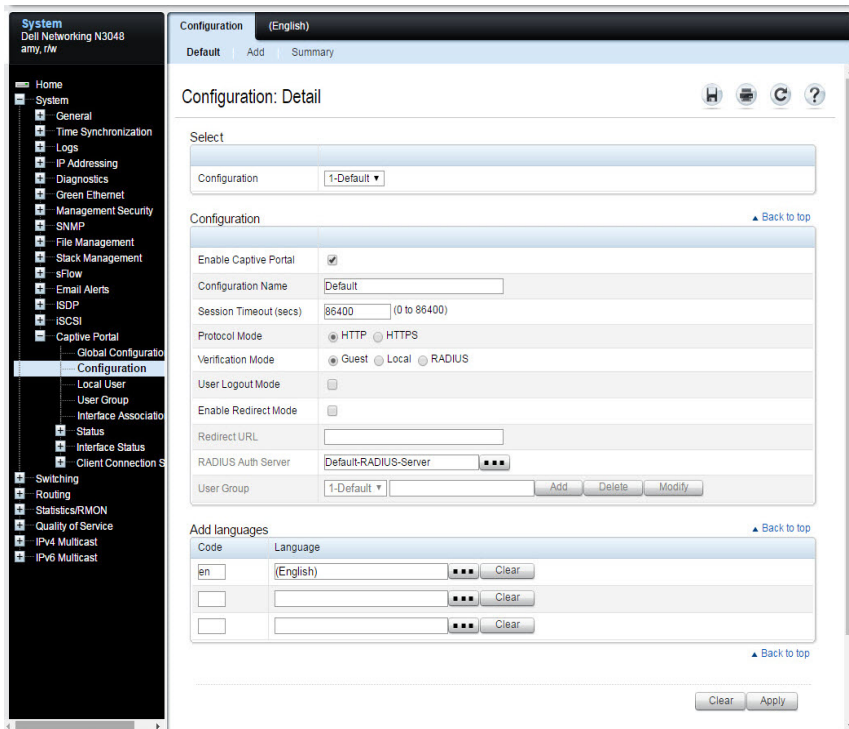 System
Dell Networking N3048
amy, r/w
Configuration (English)
Default Add Summary
Home
System
General
Time Synchronization
Logs
IP Addressing
Diagnostics
Green Ethernet
Management Security
SNMP
File Management
Stack Management
sFlow
Email Alerts
ISDP
iSCSI
Captive Portal
Global Configuratio
Configuration
Local User
User Group
Interface Associatio
Status
Interface Status
Client Connection S
Switching
Routing
Statistics/RMON
Quality of Service
IPv4 Multicast
IPv6 Multicast
Configuration: Detail
Select
Configuration 1-Default
Configuration Back to top
Enable Captive Portal
Configuration Name Default
Session Timeout (secs) 86400 (0 to 86400)
Protocol Mode HTTP HTTPS
Verification Mode Guest Local RADIUS
User Logout Mode
Enable Redirect Mode
Redirect URL
RADIUS Auth Server Default-RADIUS-Server
User Group 1-Default Add Delete Modify
Add languages Back to top
Code Language
en (English) Clear
Clear
Clear
Back to top
Clear Apply